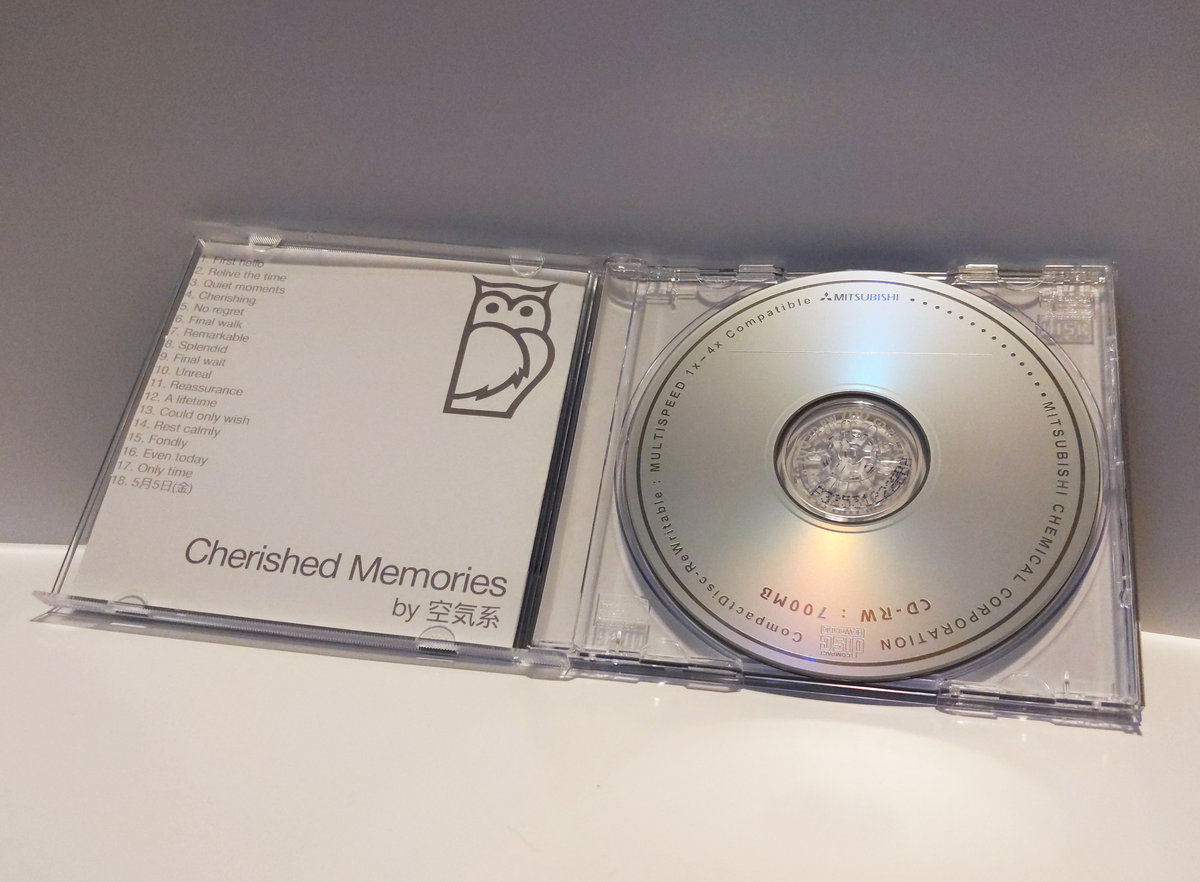 1. First hello
2. Relive the time
3. Quiet moments
4. Cherishing
5. No regret
6. Final walk
7. Remarkable
8. Splendid
9. Final wait
10. Unreal
11. Reassurance
12. A lifetime
13. Could only wish
14. Rest calmly
15. Fondly
16. Even today
17. Only time
18. 5月5日(金)
Cherished Memories
by 空気系
MITSUBISHI
MITSUBISHI CHEMICAL CORPORATION
CompactDisc-ReWritable : MULTISPEED 1x–4x Compatible
CD-RW : 700MB
COMPACT
disc